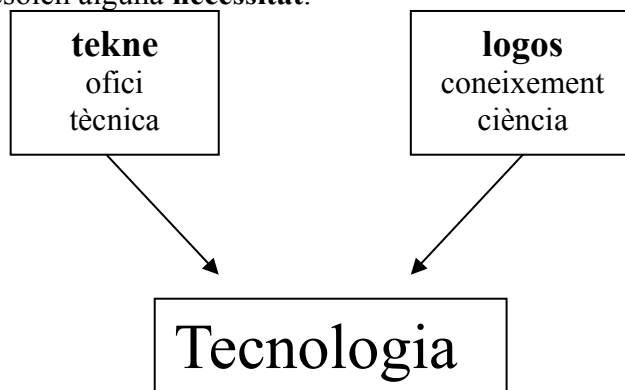 alguna necessitat.
tekne
ofici
tècnica
logos
coneixement
ciència
Tecnologia